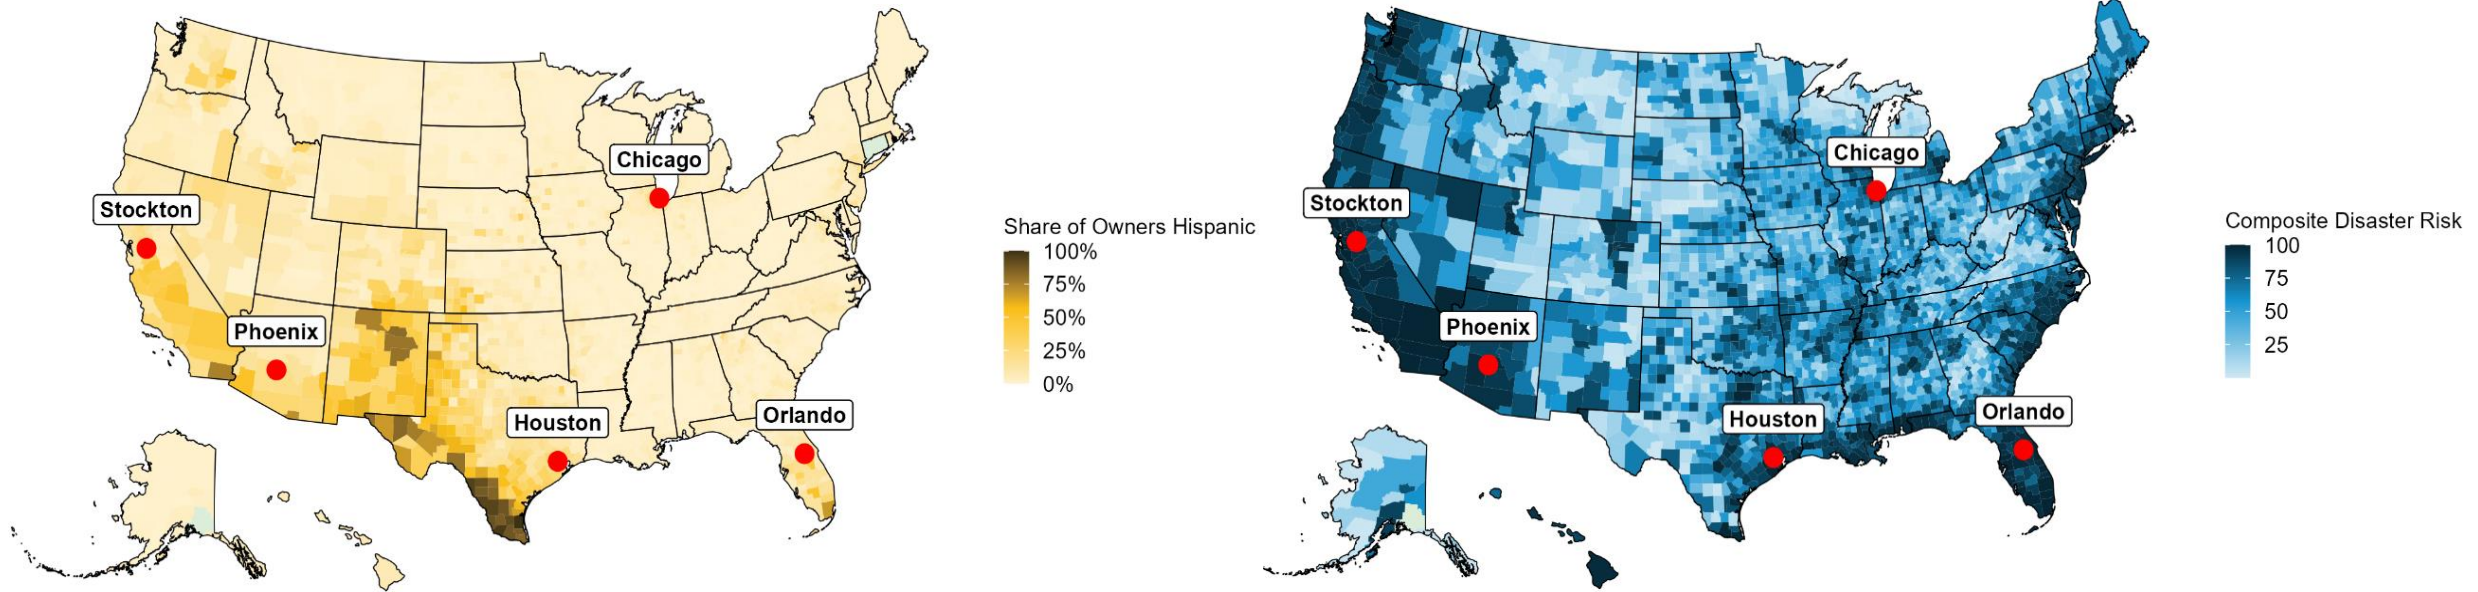 Chicago
Stockton
Phoenix
Houston
Orlando
Share of Owners Hispanic
100%
75%
50%
25%
0%
Chicago
Stockton
Phoenix
Houston
Orlando
Composite Disaster Risk
100
75
50
25